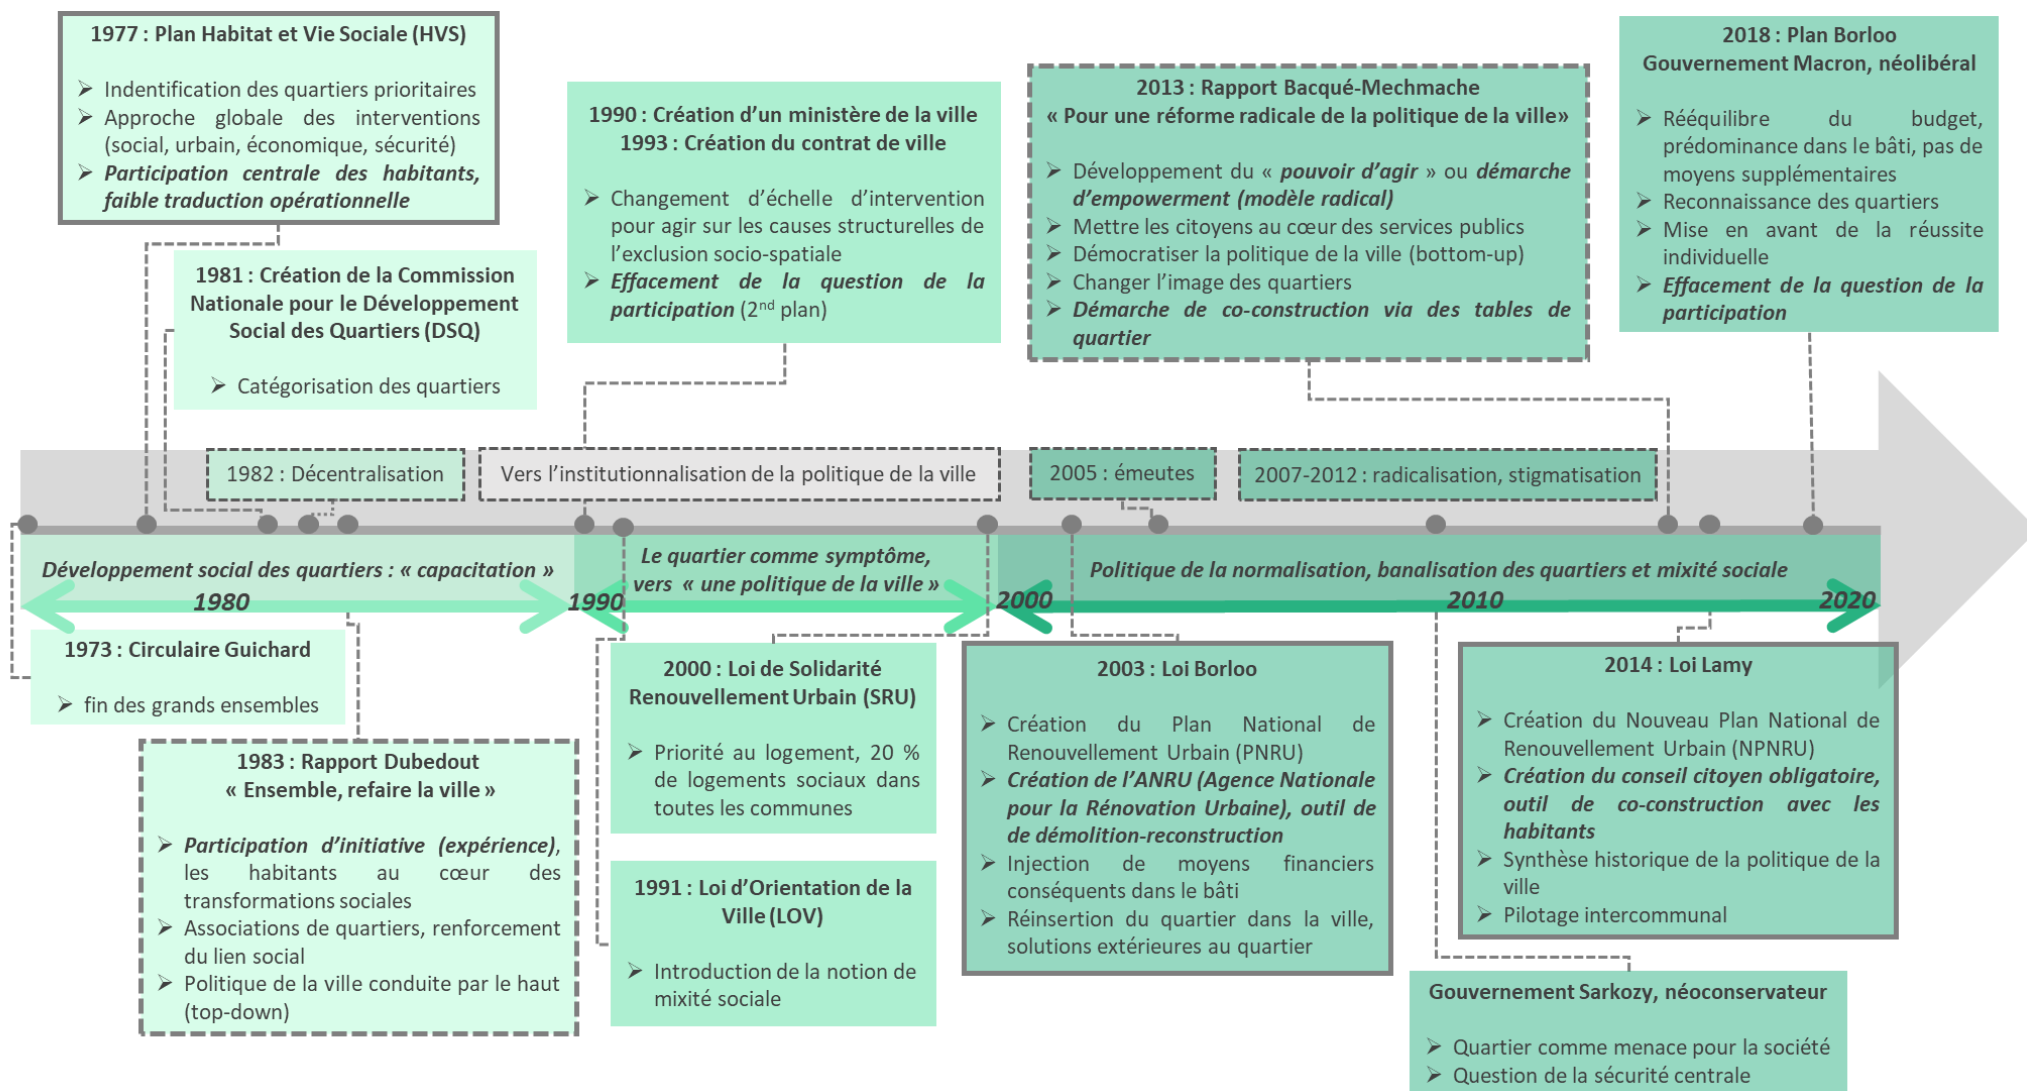 1977 : Plan Habitat et Vie Sociale (HVS)
➢ Indentification des quartiers prioritaires
➢ Approche globale des interventions
(social, urbain, économique, sécurité)
➢ Participation centrale des habitants,
faible traduction opérationnelle
1981 : Création de la Commission
Nationale pour le Développement
Social des Quartiers (DSQ)
➢ Catégorisation des quartiers
1990 : Création d'un ministère de la ville
1993 : Création du contrat de ville
➢ Changement d'échelle d'intervention
pour agir sur les causes structurelles de
l'exclusion socio-spatiale
➢ Effacement de la question de la
participation (2nd plan)
2013 : Rapport Bacqué-Mechmache
« Pour une réforme radicale de la politique de la ville»
➢ Développement du « pouvoir d'agir » ou démarche
d'empowerment (modèle radical)
➢ Mettre les citoyens au cœur des services publics
➢ Démocratiser la politique de la ville (bottom-up)
➢ Changer l'image des quartiers
➢ Démarche de co-construction via des tables de
quartier
2018 : Plan Borloo
Gouvernement Macron, néolibéral
➢ Rééquilibre du budget,
prédominance dans le bâti, pas de
moyens supplémentaires
➢ Reconnaissance des quartiers
➢ Mise en avant de la réussite
individuelle
➢ Effacement de la question de la
participation
1982 : Décentralisation
Vers l'institutionnalisation de la politique de la ville
2005 : émeutes
2007-2012 : radicalisation, stigmatisation
Développement social des quartiers : « capacitation »
Le quartier comme symptôme,
vers « une politique de la ville »
Politique de la normalisation, banalisation des quartiers et mixité sociale
1980
1990
2000
2010
2020
1973 : Circulaire Guichard
➢ fin des grands ensembles
1983 : Rapport Dubedout
« Ensemble, refaire la ville »
➢ Participation d'initiative (expérience),
les habitants au cœur des
transformations sociales
➢ Associations de quartiers, renforcement
du lien social
➢ Politique de la ville conduite par le haut
(top-down)
2000 : Loi de Solidarité
Renouvellement Urbain (SRU)
➢ Priorité au logement, 20 %
de logements sociaux dans
toutes les communes
1991 : Loi d'Orientation de la
Ville (LOV)
➢ Introduction de la notion de
mixité sociale
2003 : Loi Borloo
➢ Création du Plan National de
Renouvellement Urbain (PNRU)
➢ Création de l'ANRU (Agence Nationale
pour la Rénovation Urbaine), outil de
de démolition-reconstruction
➢ Injection de moyens financiers
conséquents dans le bâti
➢ Réinsertion du quartier dans la ville,
solutions extérieures au quartier
2014 : Loi Lamy
➢ Création du Nouveau Plan National de
Renouvellement Urbain (NPNRU)
➢ Création du conseil citoyen obligatoire,
outil de co-construction avec les
habitants
➢ Synthèse historique de la politique de la
ville
➢ Pilotage intercommunal
Gouvernement Sarkozy, néoconservateur
➢ Quartier comme menace pour la société
➢ Question de la sécurité centrale